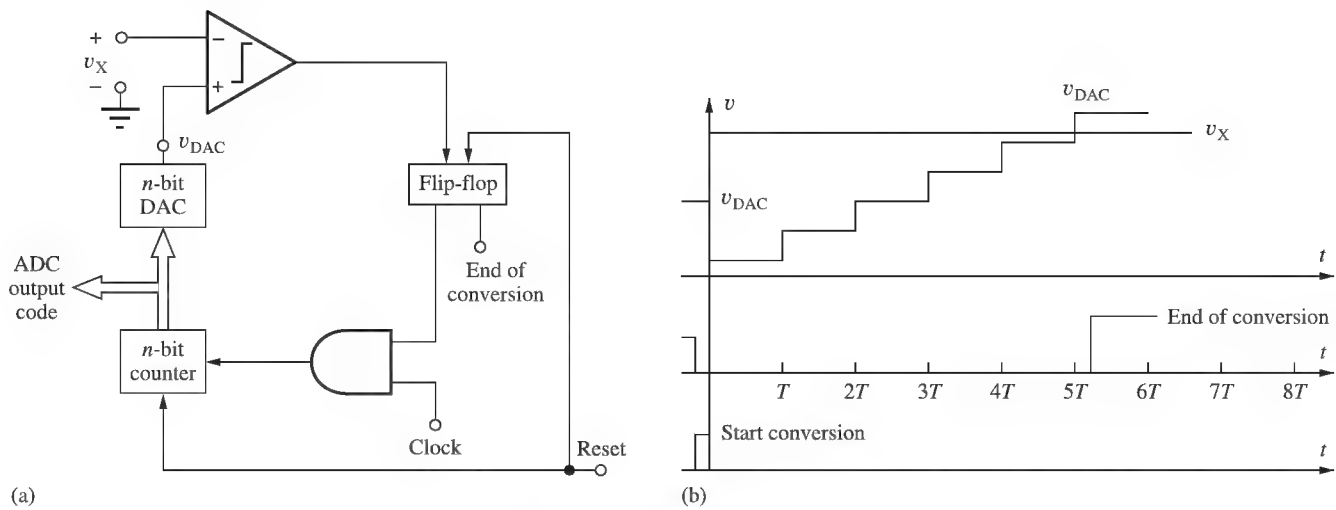 +
v_X
−
−
+
v_DAC
n-bit
DAC
Flip-flop
ADC
output
code
End of
conversion
n-bit
counter
Clock
Reset
(a)
v
v_DAC
v_X
v_DAC
t
End of conversion
t
T 2T 3T 4T 5T 6T 7T 8T
Start conversion
t
(b)